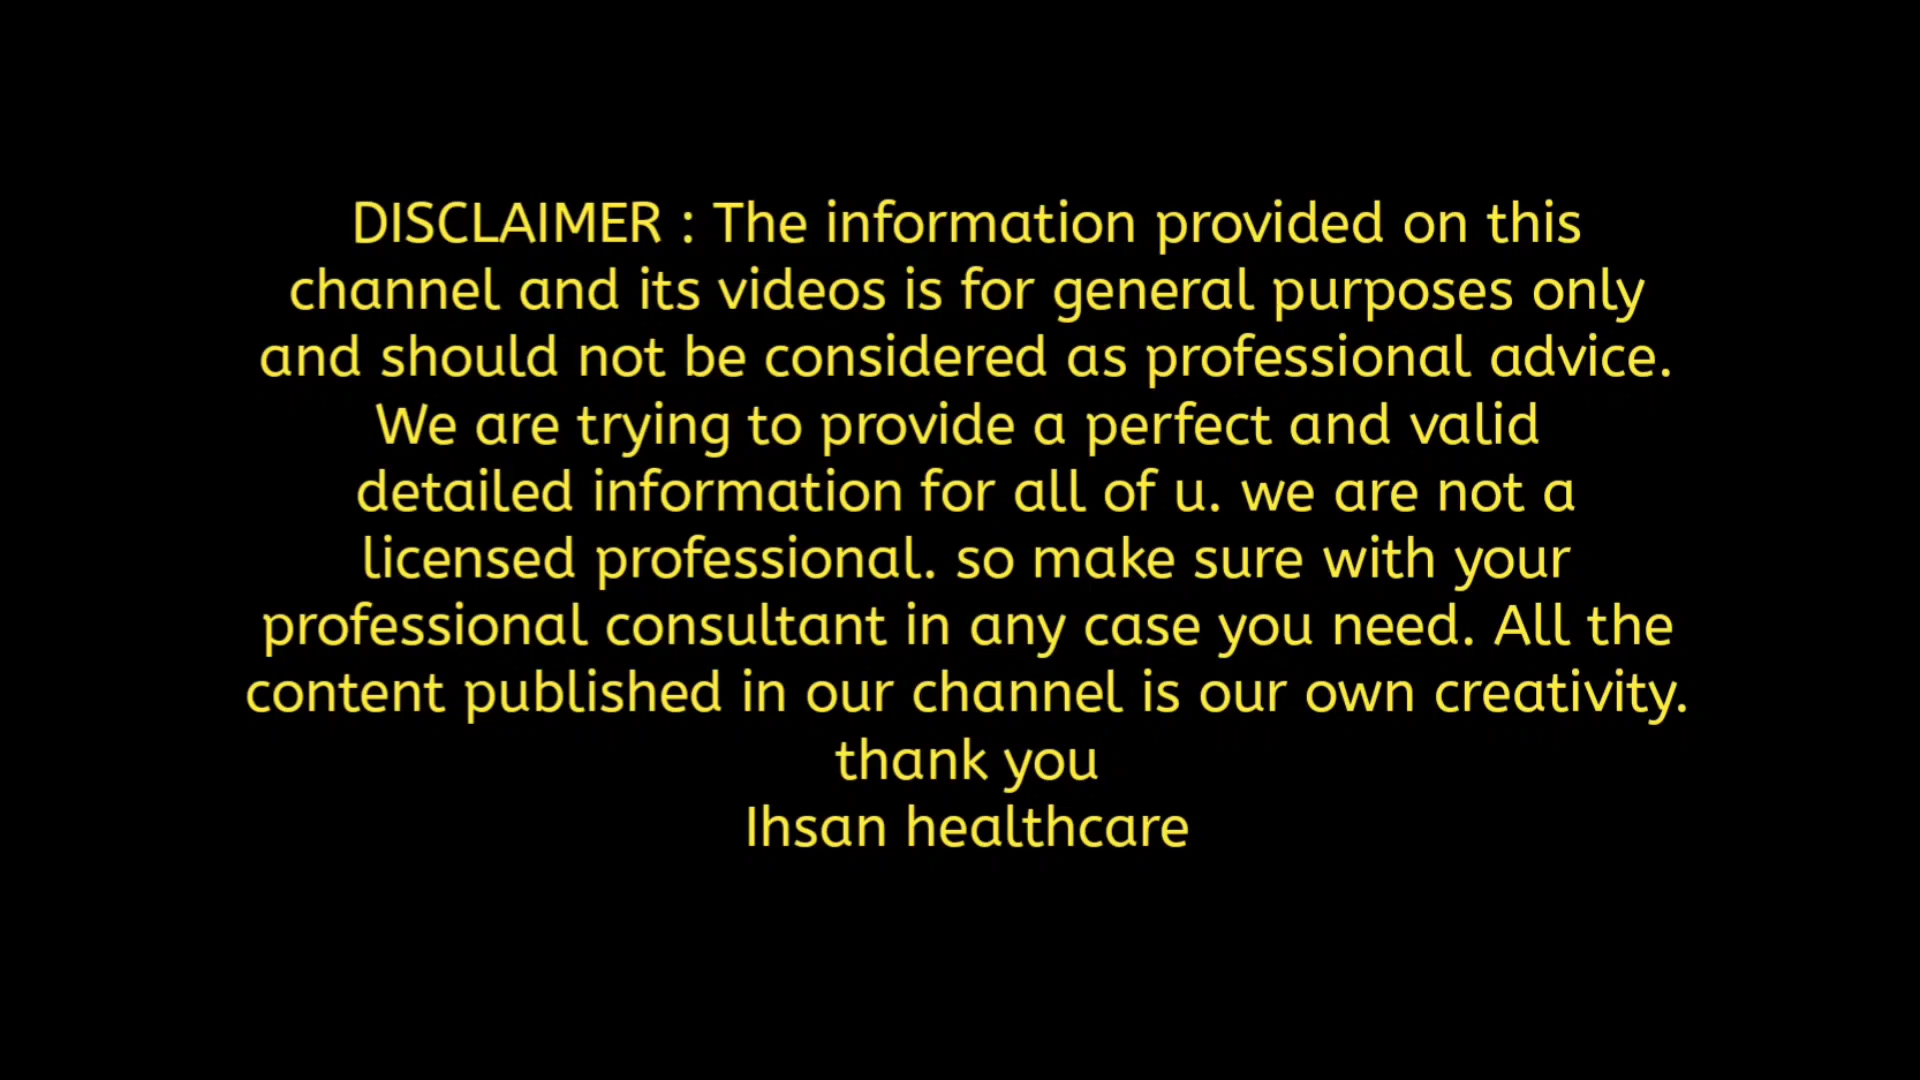 DISCLAIMER : The information provided on this
channel and its videos is for general purposes only
and should not be considered as professional advice.
We are trying to provide a perfect and valid
detailed information for all of u. we are not a
licensed professional. so make sure with your
professional consultant in any case you need. All the
content published in our channel is our own creativity.
thank you
Ihsan healthcare